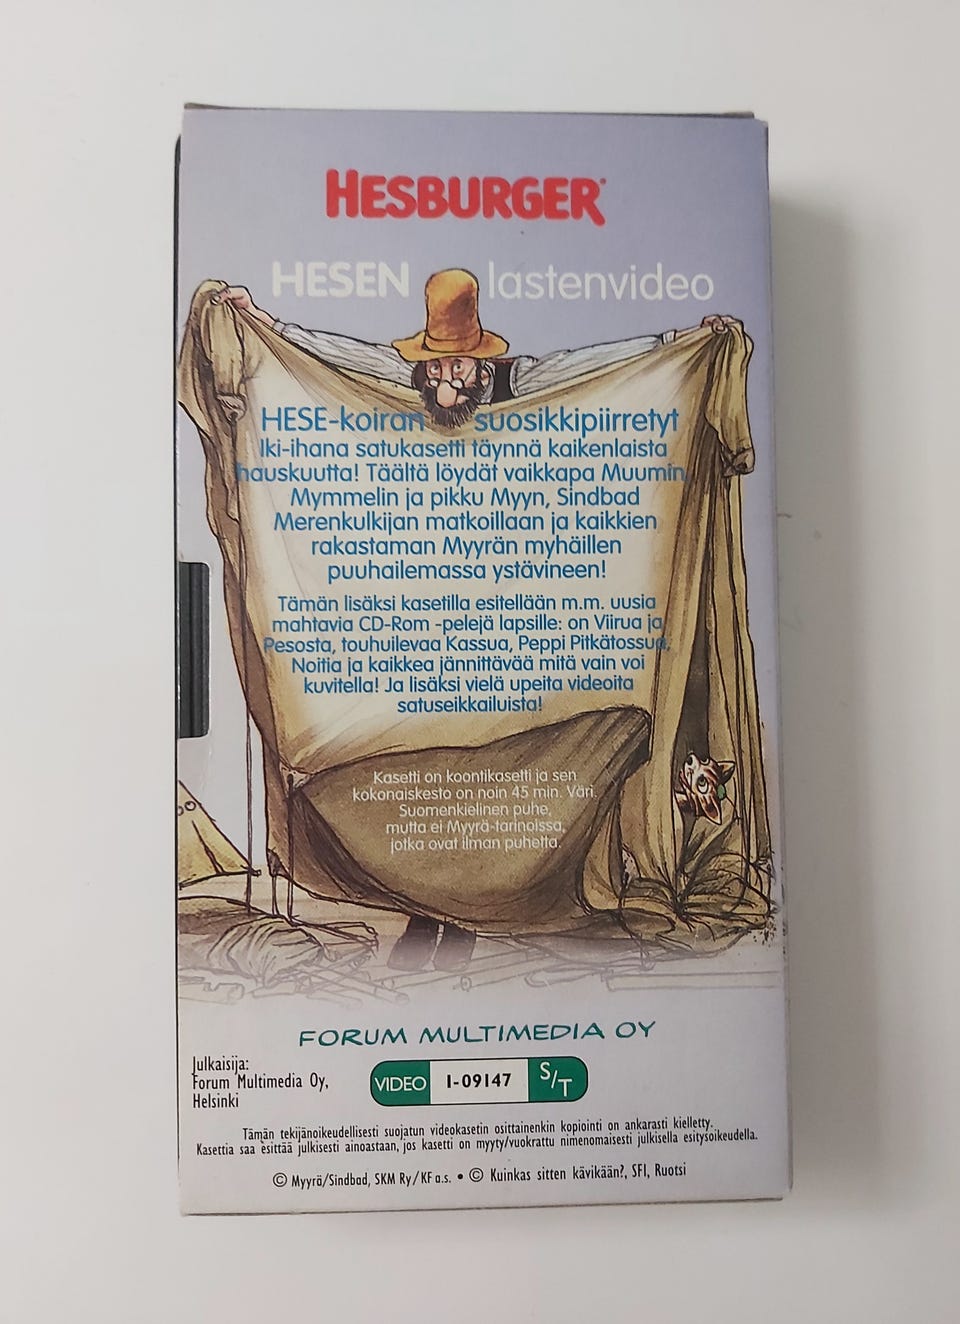 HESBURGER
HESEN lastenvideo
HESE-koiran suosikkipiirretyt
Iki-ihana satukasetti täynnä kaikenlaista
hauskuutta! Täältä löydät vaikkapa Muumin,
Mymmelin ja pikku Myyn, Sindbad
Merenkulkijan matkoillaan ja kaikkien
rakastaman Myyrän myhäillen
puuhailemassa ystävineen!
Tämän lisäksi kasetilla esitellään m.m. uusia
mahtavia CD-Rom -pelejä lapsille: on Viirua ja
Pesosta, touhuilevaa Kassua, Peppi Pitkätossua,
Noitia ja kaikkea jännittävää mitä vain voi
kuvitella! Ja lisäksi vielä upeita videoita
satuseikkailuista!
Kasetti on koontikasetti ja sen
kokonaiskesto on noin 45 min. Väri.
Suomenkielinen puhe,
mutta ei Myyrä-tarinoissa,
jotka ovat ilman puhetta.
FORUM MULTIMEDIA OY
Julkaisija:
Forum Multimedia Oy,
Helsinki
VIDEO I-09147 S/T
Tämän tekijänoikeudellisesti suojatun videokasetin osittainenkin kopiointi on ankarasti kielletty.
Kasettia saa esittää julkisesti ainoastaan, jos kasetti on myyty/vuokrattu nimenomaisesti julkisella esitysoikeudella.
© Myyrä/Sindbad, SKM Ry/KF a.s. • © Kuinkas sitten kävikään?, SFI, Ruotsi